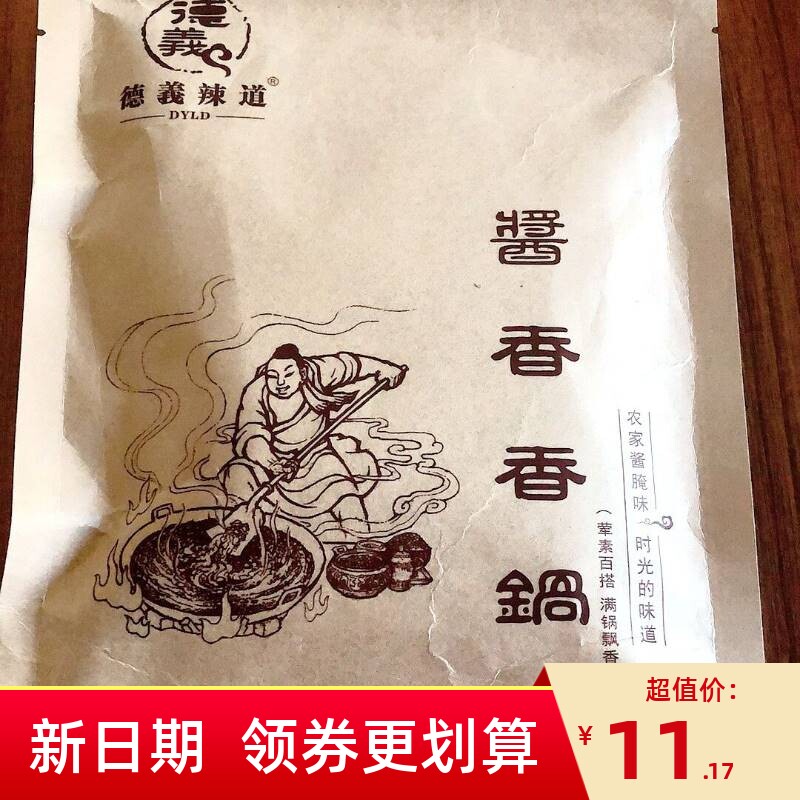 德
義
德義辣道®
DYLD
醬香香鍋
農家酱腌味
时光的味道
（荤素百搭 满锅飘香
新日期 领券更划算
超值价：
¥11.17